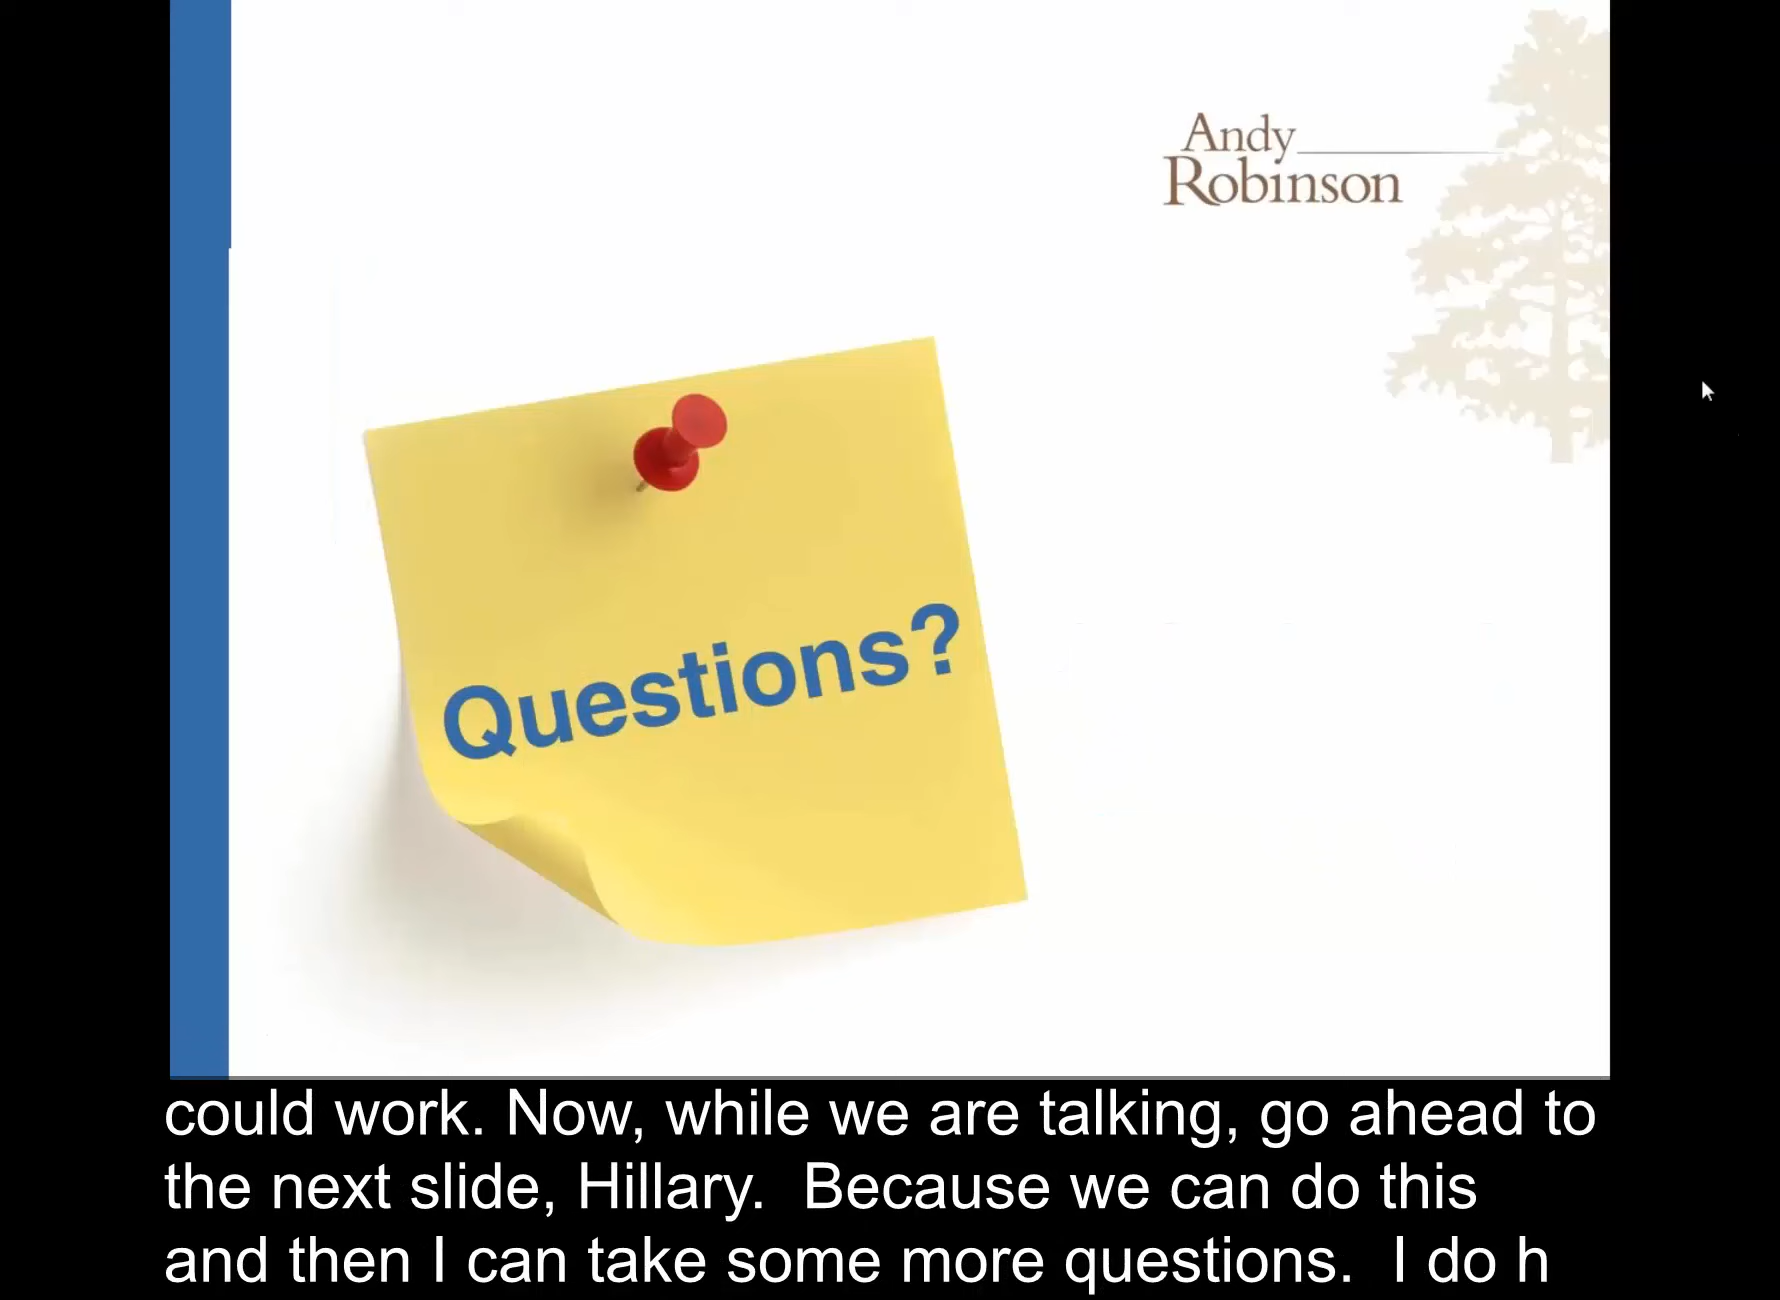 Andy
Robinson
Questions?
could work. Now, while we are talking, go ahead to
the next slide, Hillary.  Because we can do this
and then I can take some more questions.  I do h